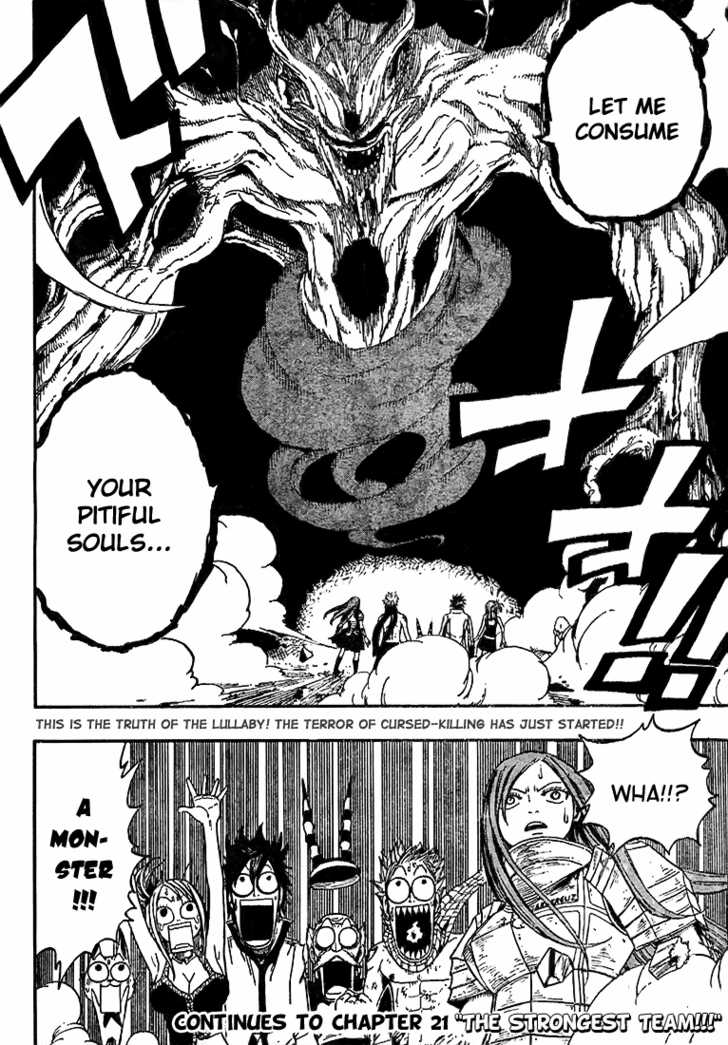 LET ME
CONSUME
YOUR
PITIFUL
SOULS...
THIS IS THE TRUTH OF THE LULLABY! THE TERROR OF CURSED-KILLING HAS JUST STARTED!!
WHA!!?
A
MON-
STER
!!!
CONTINUES TO CHAPTER 21 "THE STRONGEST TEAM!!!"